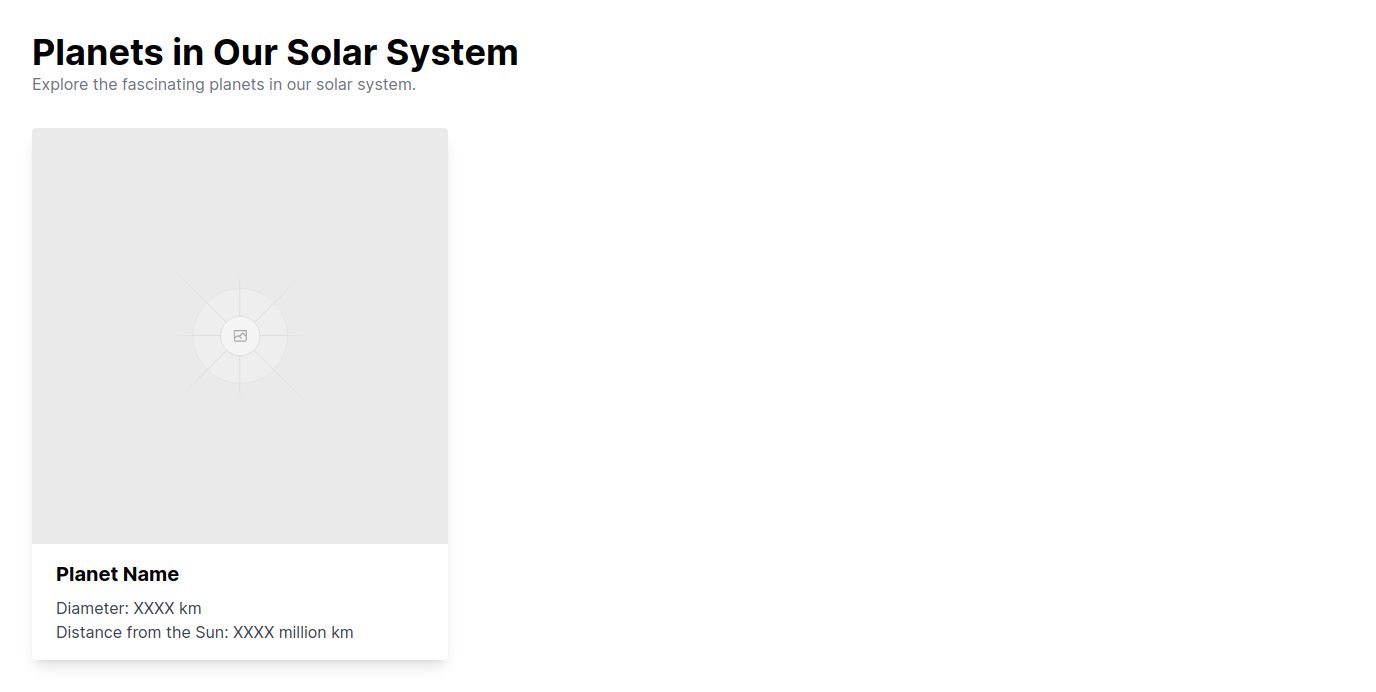 Planets in Our Solar System
Explore the fascinating planets in our solar system.
Planet Name
Diameter: XXXX km
Distance from the Sun: XXXX million km